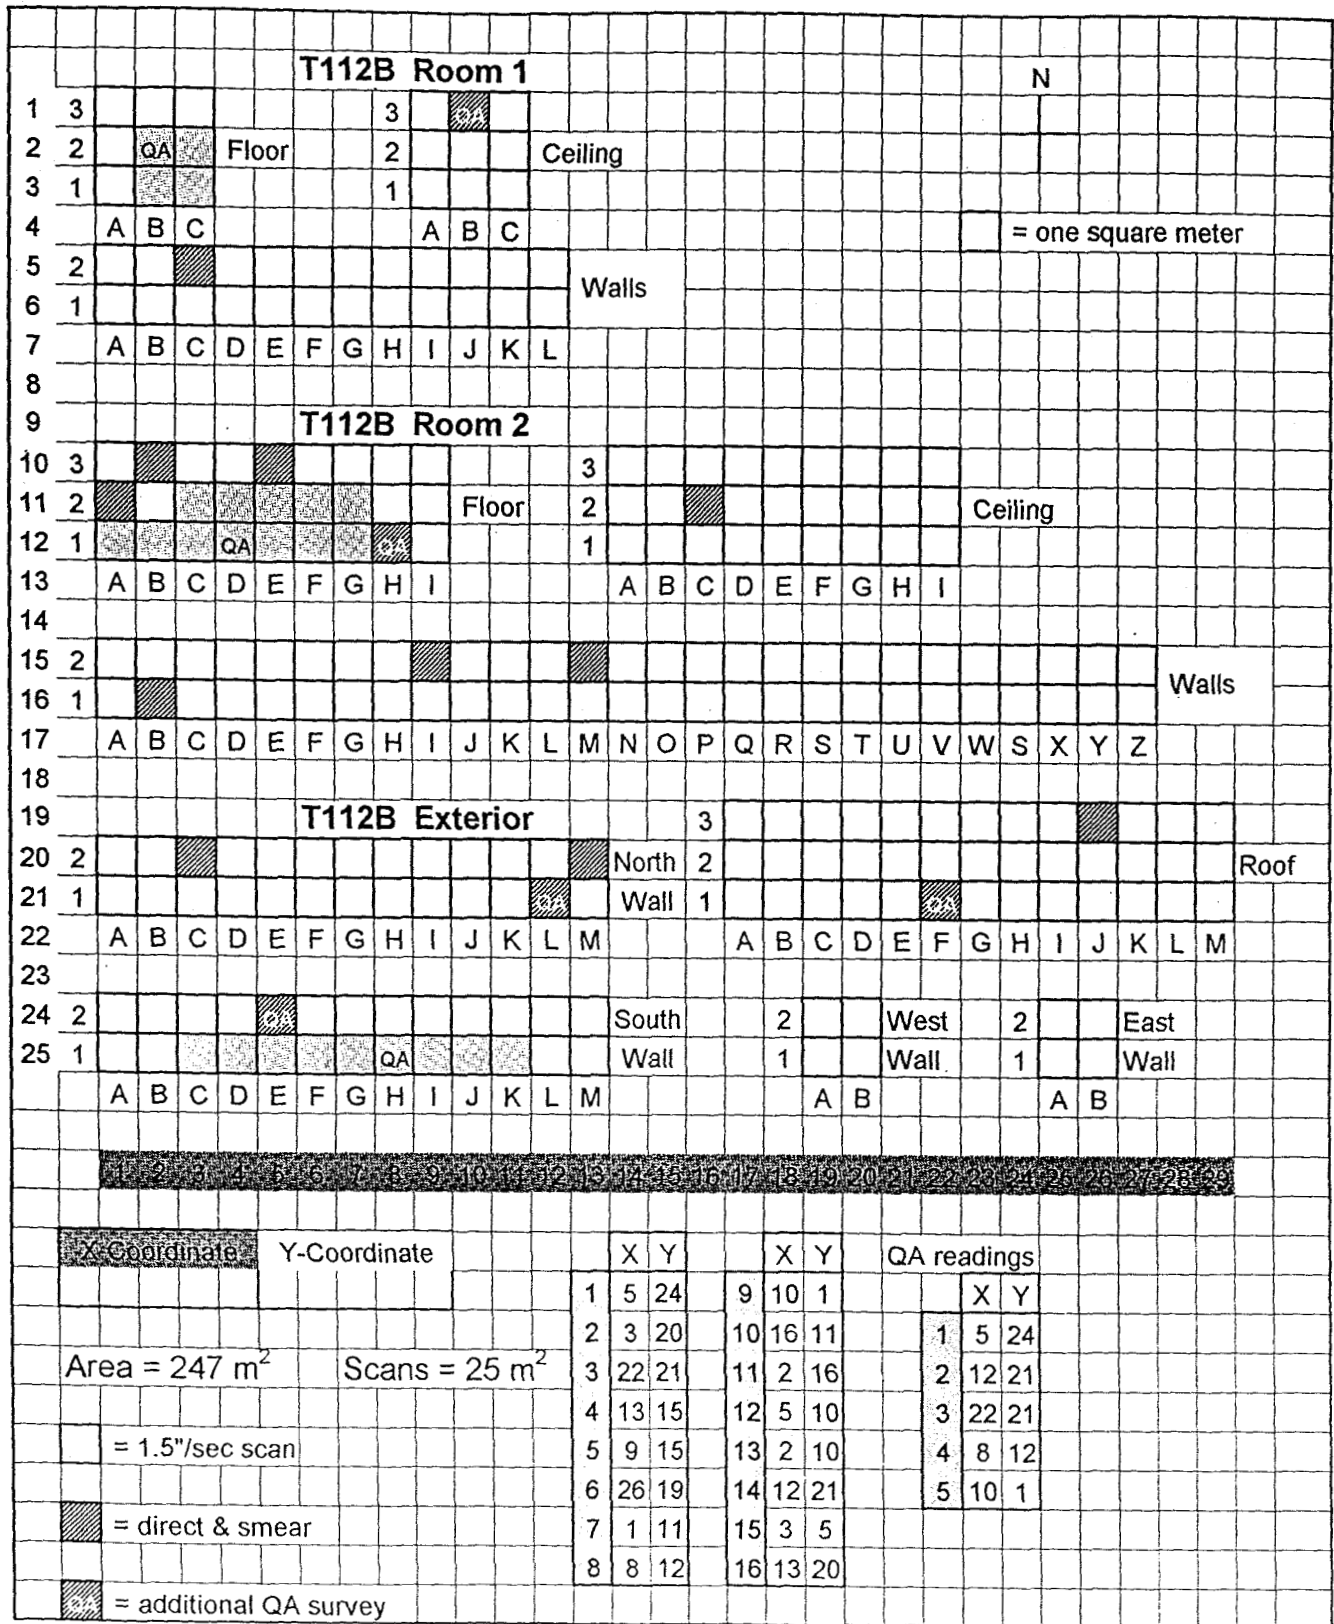 T112B Room 1
N
1 3 3 QA
2 2 QA Floor 2 Ceiling
3 1 1
4 A B C A B C = one square meter
5 2
Walls
6 1
7 A B C D E F G H I J K L
8
9 T112B Room 2
10 3 3
11 2 Floor 2 Ceiling
12 1 QA QA 1
13 A B C D E F G H I A B C D E F G H I
14
15 2
Walls
16 1
17 A B C D E F G H I J K L M N O P Q R S T U V W S X Y Z
18
19 T112B Exterior 3
20 2 North 2 Roof
21 1 QA Wall 1 QA
22 A B C D E F G H I J K L M A B C D E F G H I J K L M
23
24 2 QA South 2 West 2 East
25 1 QA Wall 1 Wall 1 Wall
A B C D E F G H I J K L M A B A B
1 2 3 4 5 6 7 8 9 10 11 12 13 14 15 16 17 18 19 20 21 22 23 24 25 26 27 28 29
X-Coordinate Y-Coordinate X Y X Y QA readings
1 5 24 9 10 1 X Y
2 3 20 10 16 11 1 5 24
Area = 247 m² Scans = 25 m² 3 22 21 11 2 16 2 12 21
4 13 15 12 5 10 3 22 21
= 1.5"/sec scan 5 9 15 13 2 10 4 8 12
6 26 19 14 12 21 5 10 1
= direct & smear 7 1 11 15 3 5
8 8 12 16 13 20
QA = additional QA survey